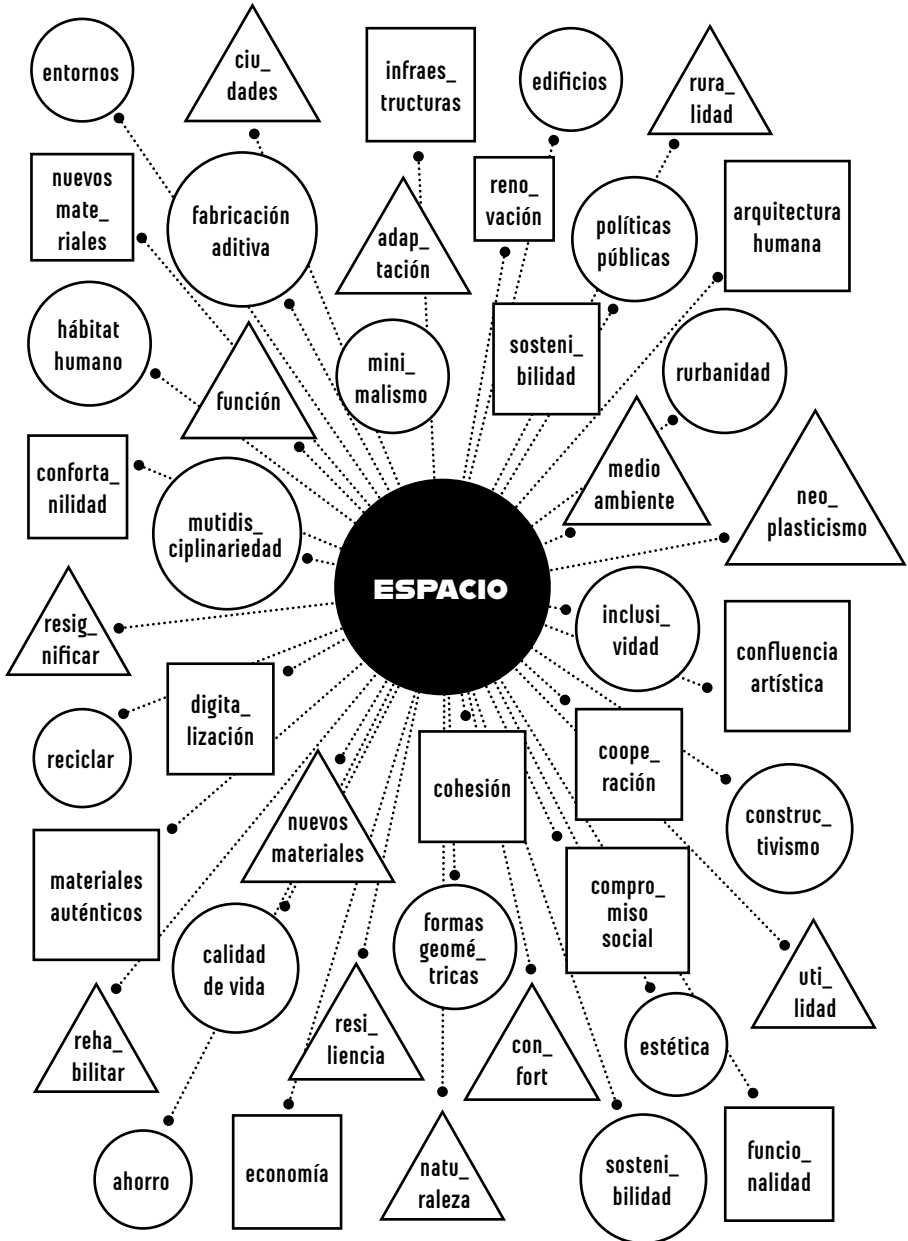 entornos
ciu_
dades
infraes_
tructuras
edificios
rura_
lidad
nuevos
mate_
riales
fabricación
aditiva
adap_
tación
reno_
vación
políticas
públicas
arquitectura
humana
hábitat
humano
función
mini_
malismo
sosteni_
bilidad
rurbanidad
conforta_
nilidad
mutidis_
ciplinariedad
medio
ambiente
neo_
plasticismo
ESPACIO
resig_
nificar
inclusi_
vidad
confluencia
artística
reciclar
digita_
lización
nuevos
materiales
cohesión
coope_
ración
construc_
tivismo
materiales
auténticos
calidad
de vida
formas
geomé_
tricas
compro_
miso
social
uti_
lidad
reha_
bilitar
resi_
liencia
con_
fort
estética
ahorro
economía
natu_
raleza
sosteni_
bilidad
funcio_
nalidad